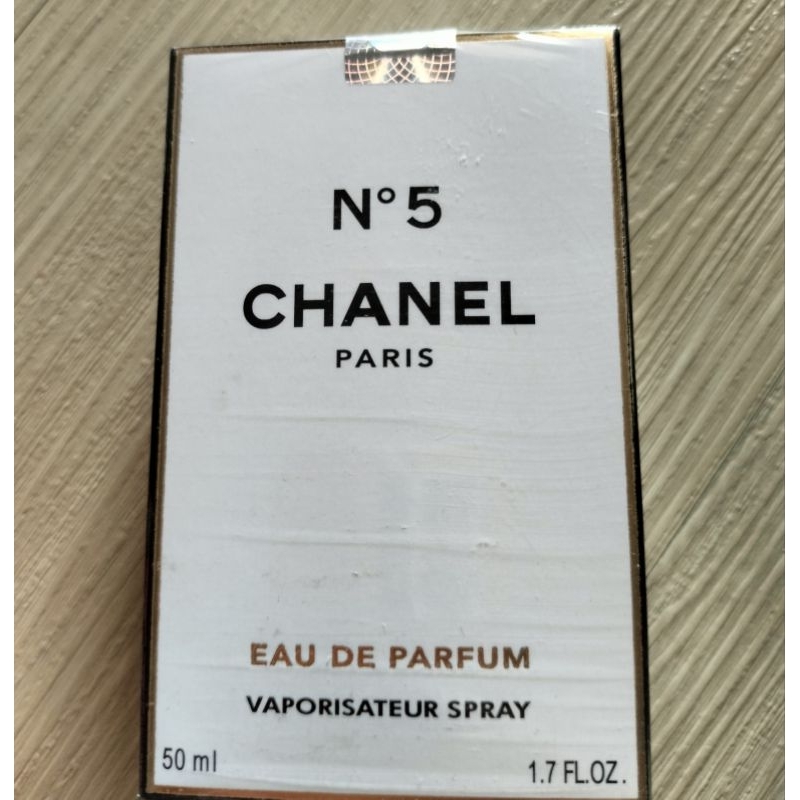 N°5
CHANEL
PARIS
EAU DE PARFUM
VAPORISATEUR SPRAY
50 ml
1.7 FL.OZ.